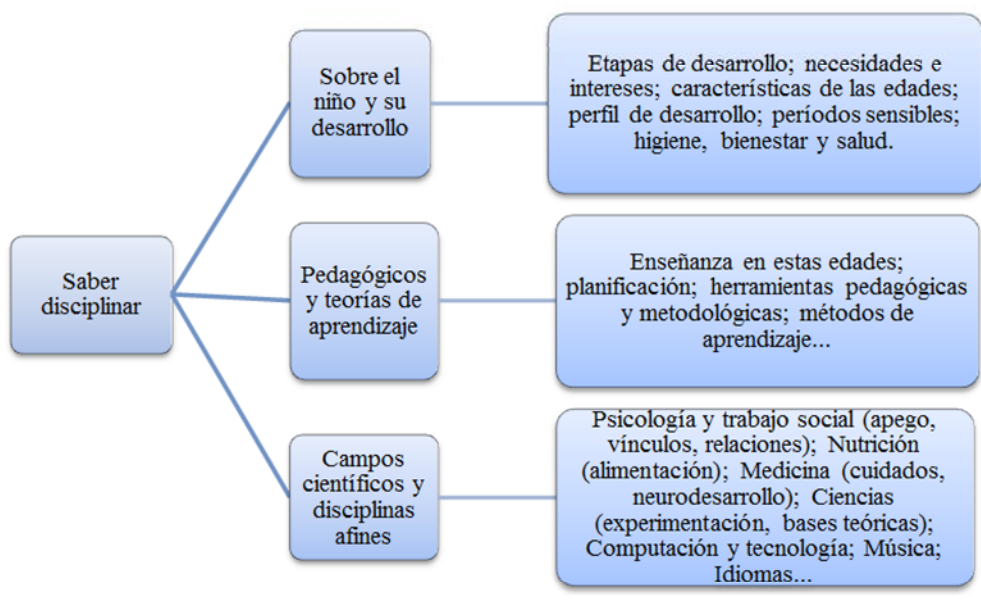 Saber
disciplinar
Sobre el
niño y su
desarrollo
Etapas de desarrollo; necesidades e
intereses; características de las edades;
perfil de desarrollo; períodos sensibles;
higiene, bienestar y salud.
Pedagógicos
y teorías de
aprendizaje
Enseñanza en estas edades;
planificación; herramientas pedagógicas
y metodológicas; métodos de
aprendizaje...
Campos
científicos y
disciplinas
afines
Psicología y trabajo social (apego,
vínculos, relaciones); Nutrición
(alimentación); Medicina (cuidados,
neurodesarrollo); Ciencias
(experimentación, bases teóricas);
Computación y tecnología; Música;
Idiomas...